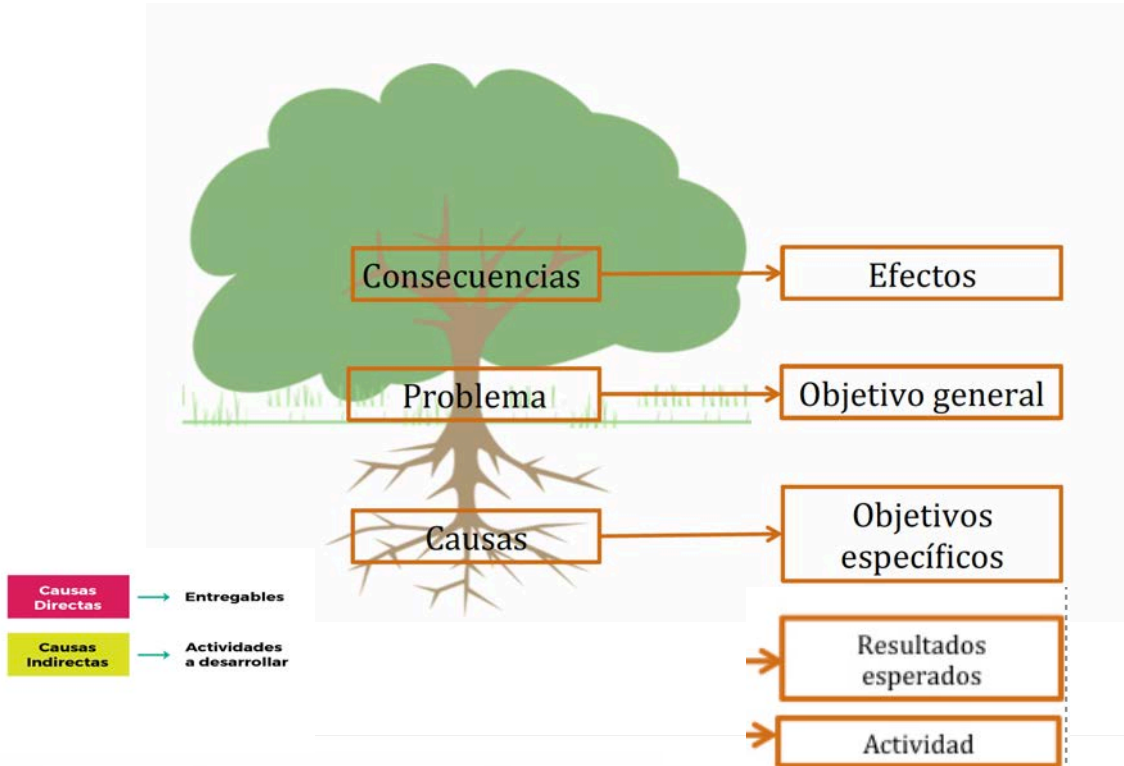 Consecuencias
Efectos
Problema
Objetivo general
Causas
Objetivos
específicos
Causas
Directas
Entregables
Causas
Indirectas
Actividades
a desarrollar
Resultados
esperados
Actividad